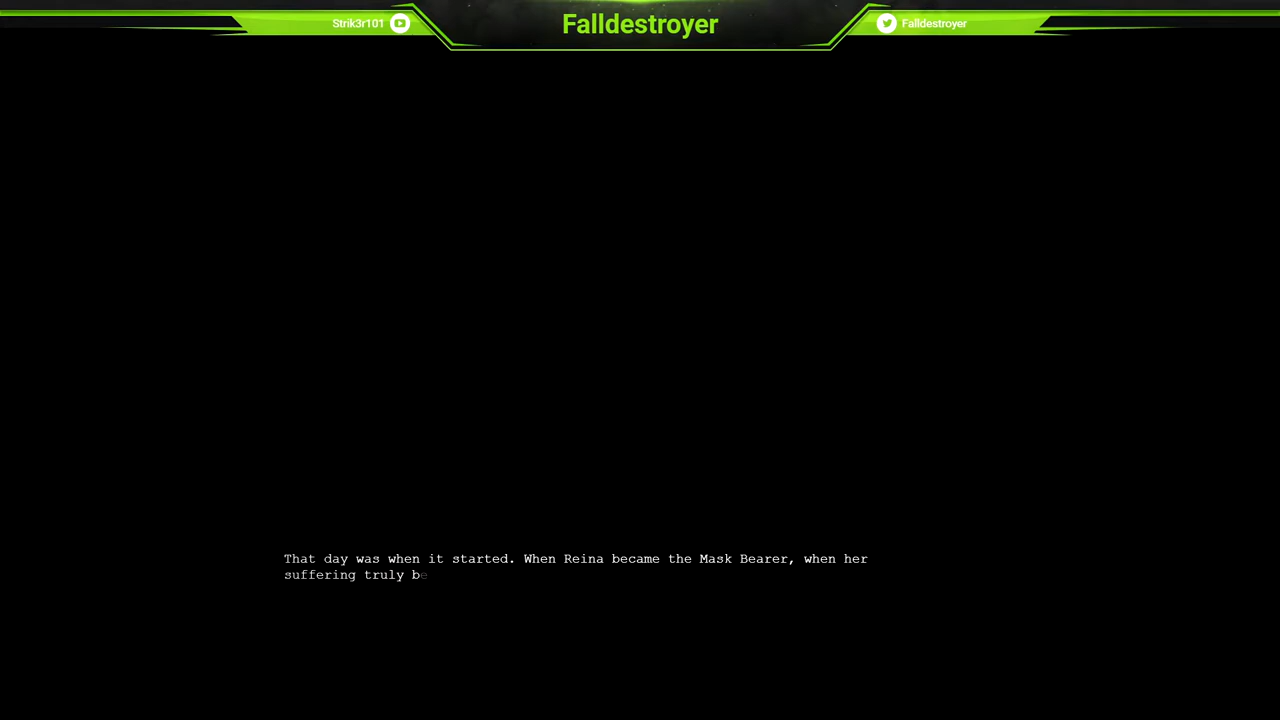 Strik3r101
Falldestroyer
Falldestroyer
That day was when it started. When Reina became the Mask Bearer, when her
suffering truly be